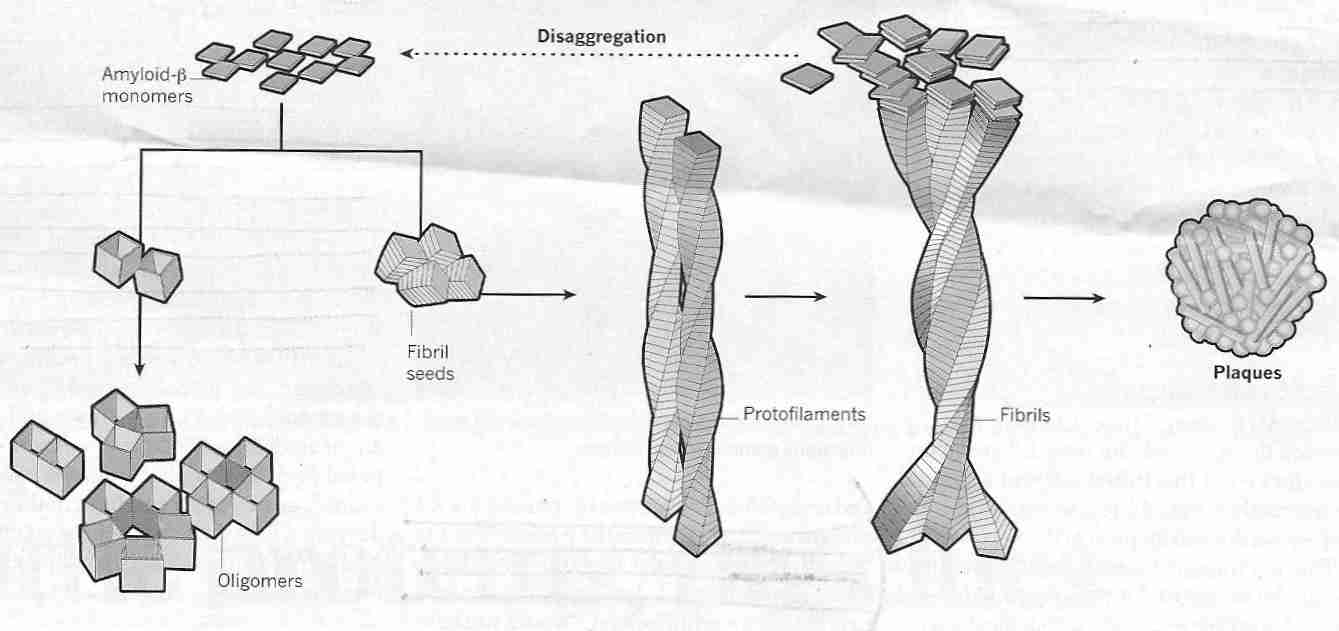 Disaggregation
Amyloid-β
monomers
Fibril
seeds
Protofilaments
Fibrils
Plaques
Oligomers